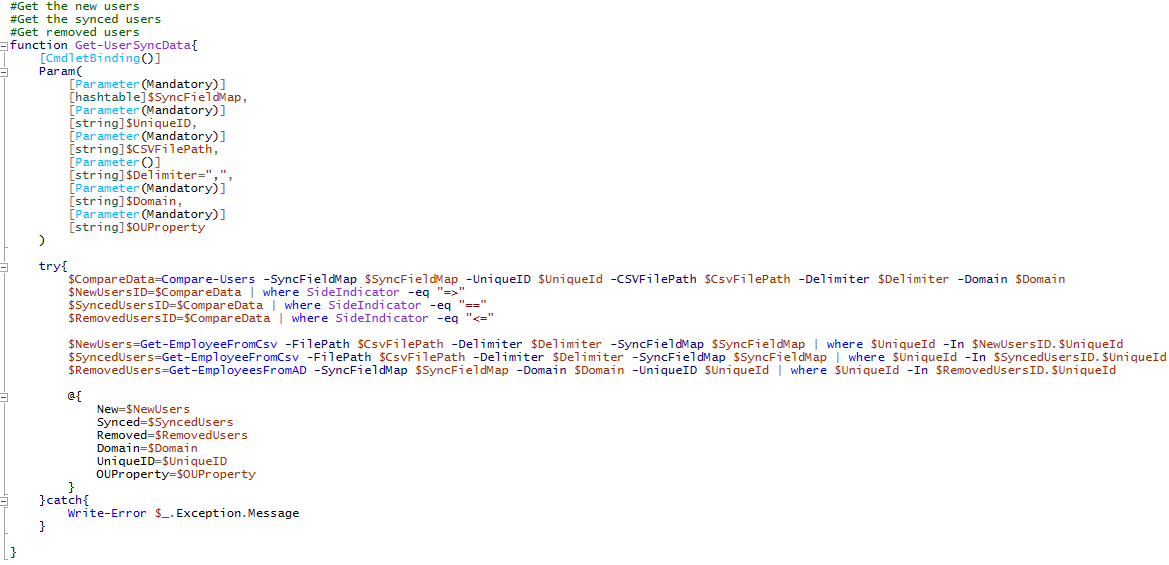 #Get the new users
#Get the synced users
#Get removed users
function Get-UserSyncData{
    [CmdletBinding()]
    Param(
        [Parameter(Mandatory)]
        [hashtable]$SyncFieldMap,
        [Parameter(Mandatory)]
        [string]$UniqueID,
        [Parameter(Mandatory)]
        [string]$CSVFilePath,
        [Parameter()]
        [string]$Delimiter=",",
        [Parameter(Mandatory)]
        [string]$Domain,
        [Parameter(Mandatory)]
        [string]$OUProperty
    )
    try{
        $CompareData=Compare-Users -SyncFieldMap $SyncFieldMap -UniqueID $UniqueId -CSVFilePath $CsvFilePath -Delimiter $Delimiter -Domain $Domain
        $NewUsersID=$CompareData | where SideIndicator -eq "=>"
        $SyncedUsersID=$CompareData | where SideIndicator -eq "=="
        $RemovedUsersID=$CompareData | where SideIndicator -eq "<="
        $NewUsers=Get-EmployeeFromCsv -FilePath $CsvFilePath -Delimiter $Delimiter -SyncFieldMap $SyncFieldMap | where $UniqueId -In $NewUsersID.$UniqueId
        $SyncedUsers=Get-EmployeeFromCsv -FilePath $CsvFilePath -Delimiter $Delimiter -SyncFieldMap $SyncFieldMap | where $UniqueId -In $SyncedUsersID.$UniqueId
        $RemovedUsers=Get-EmployeesFromAD -SyncFieldMap $SyncFieldMap -Domain $Domain -UniqueID $UniqueId | where $UniqueId -In $RemovedUsersID.$UniqueId
        @{
            New=$NewUsers
            Synced=$SyncedUsers
            Removed=$RemovedUsers
            Domain=$Domain
            UniqueID=$UniqueID
            OUProperty=$OUProperty
        }
    }catch{
        Write-Error $_.Exception.Message
    }
}